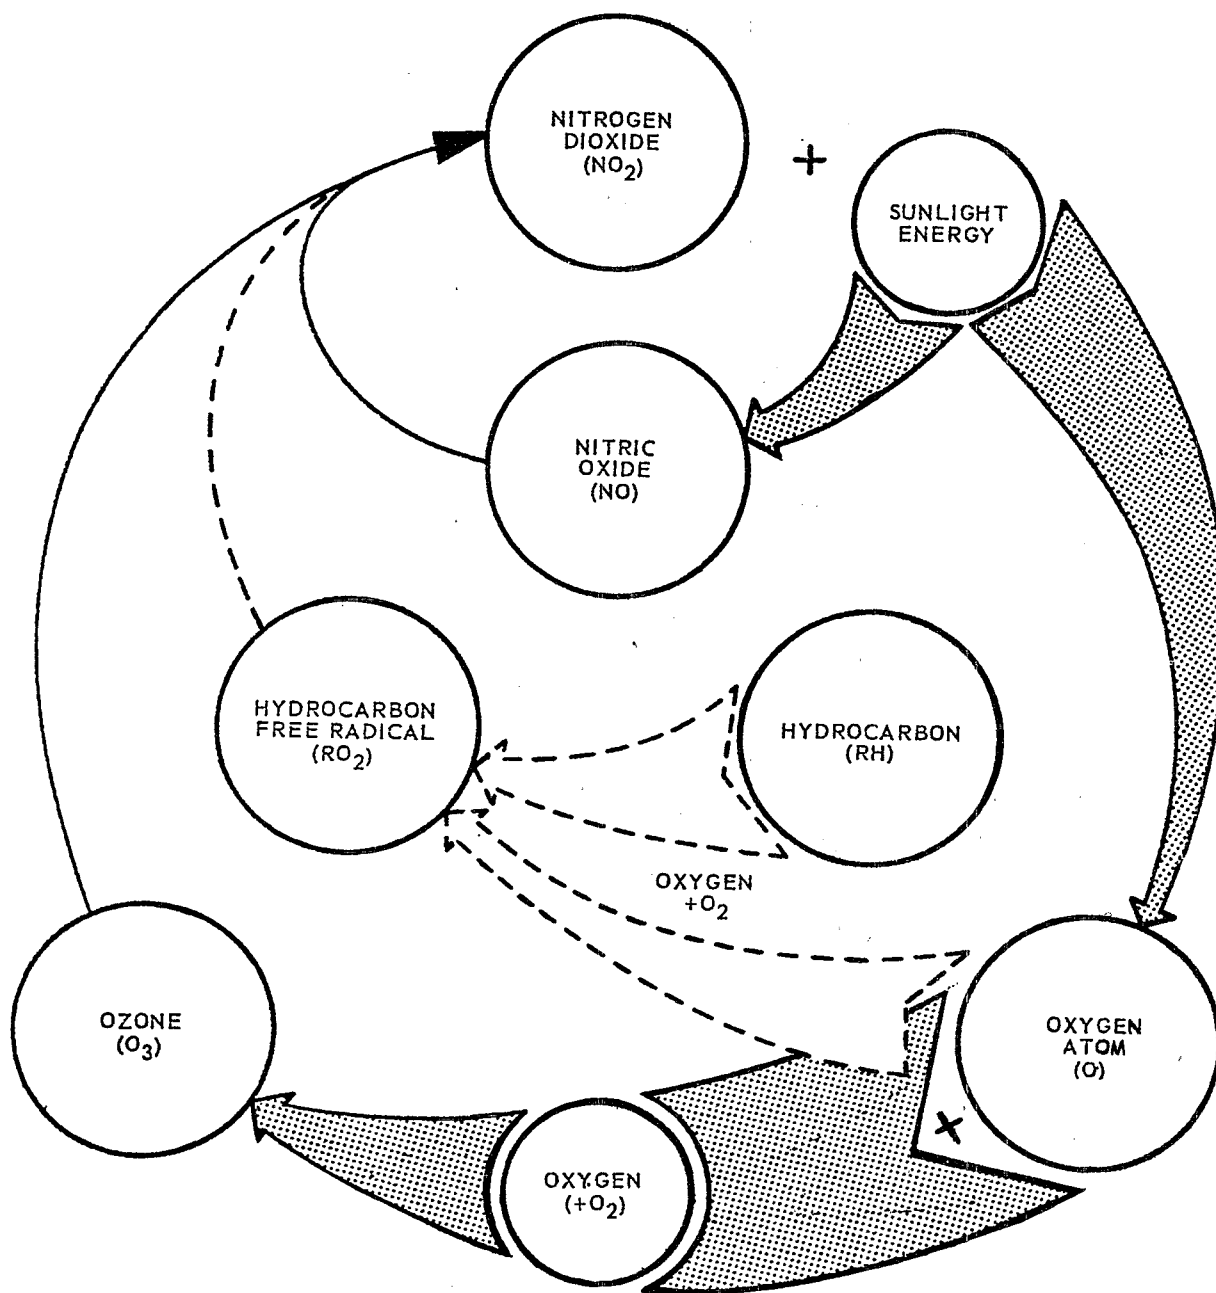 NITROGEN
DIOXIDE
(NO2)
+
SUNLIGHT
ENERGY
NITRIC
OXIDE
(NO)
HYDROCARBON
FREE RADICAL
(RO2)
HYDROCARBON
(RH)
OXYGEN
+O2
OZONE
(O3)
OXYGEN
ATOM
(O)
+
OXYGEN
(+O2)